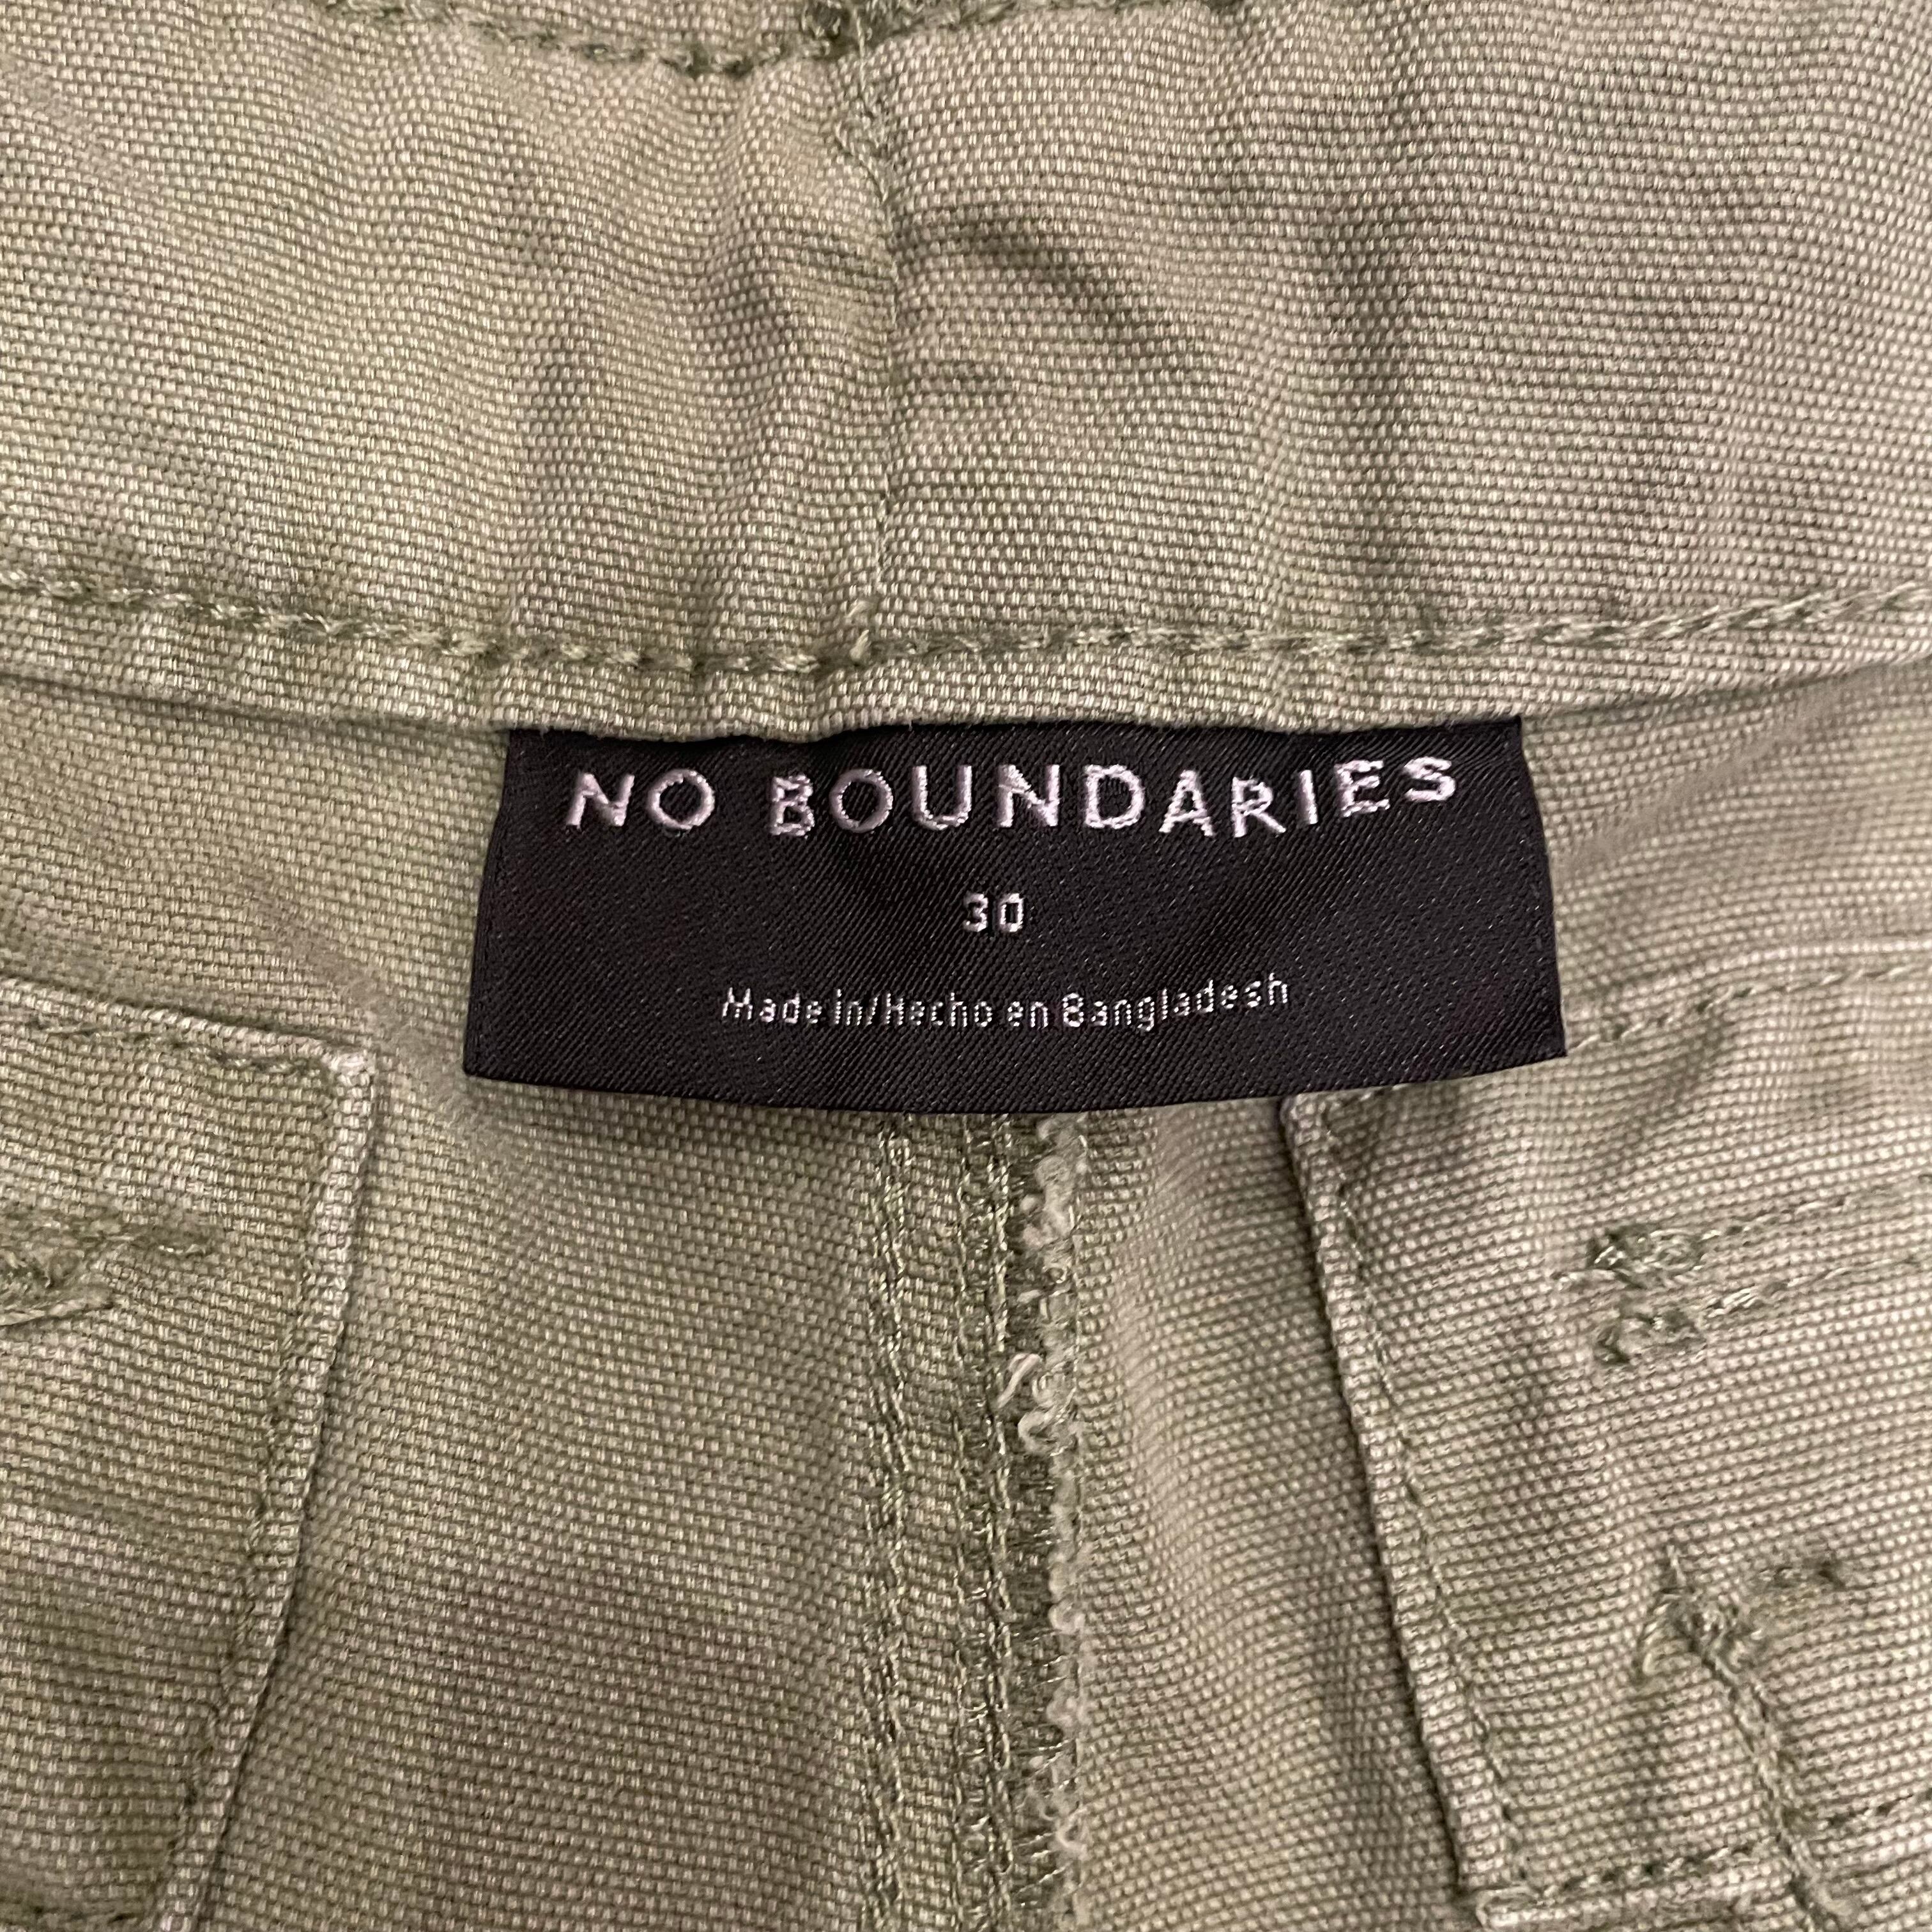 NO BOUNDARIES
30
Made in/Hecho en Bangladesh